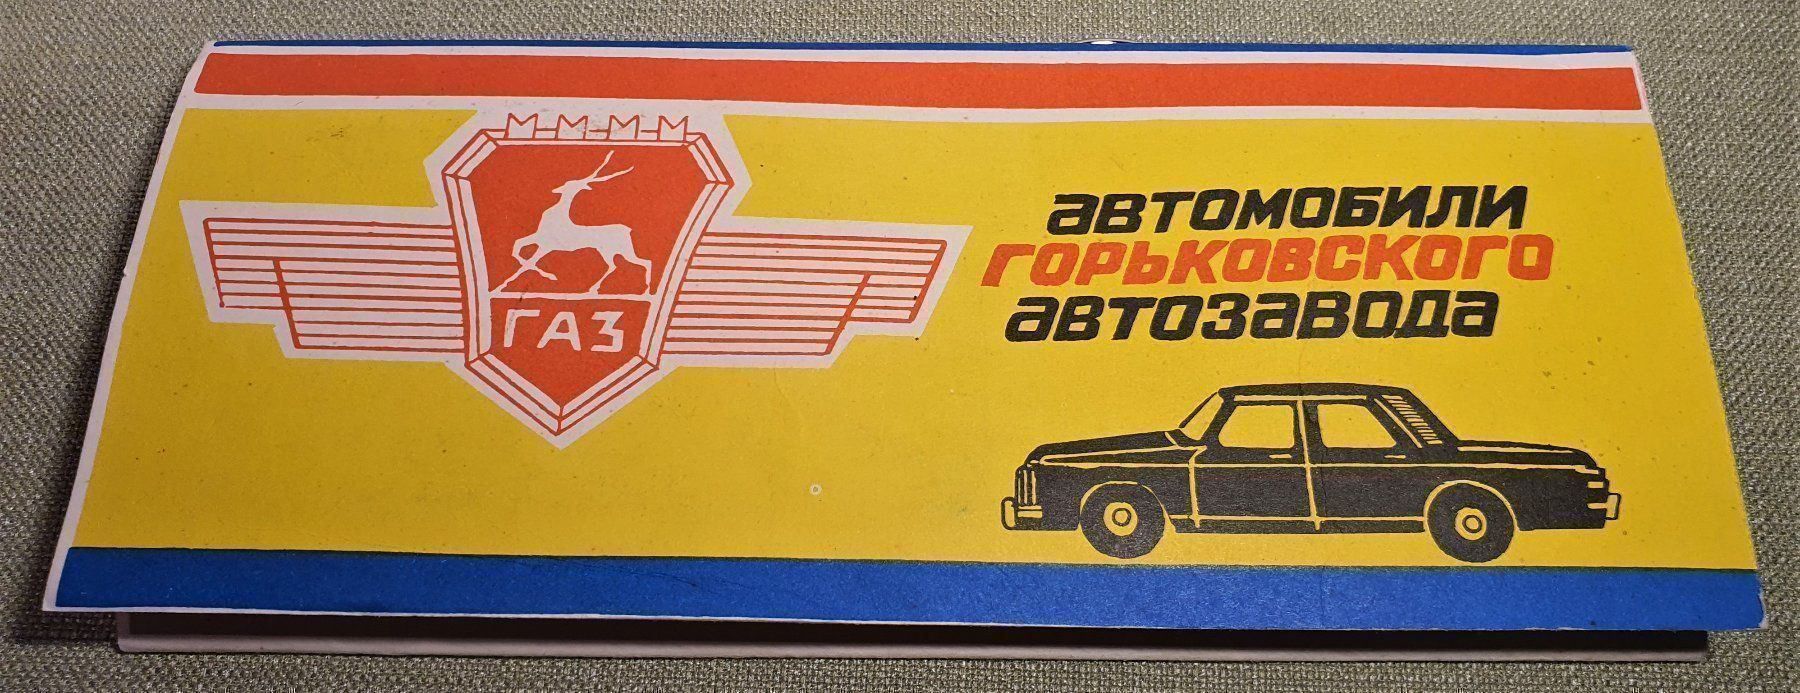 ГАЗ
автомобили
горьковского
автозавода